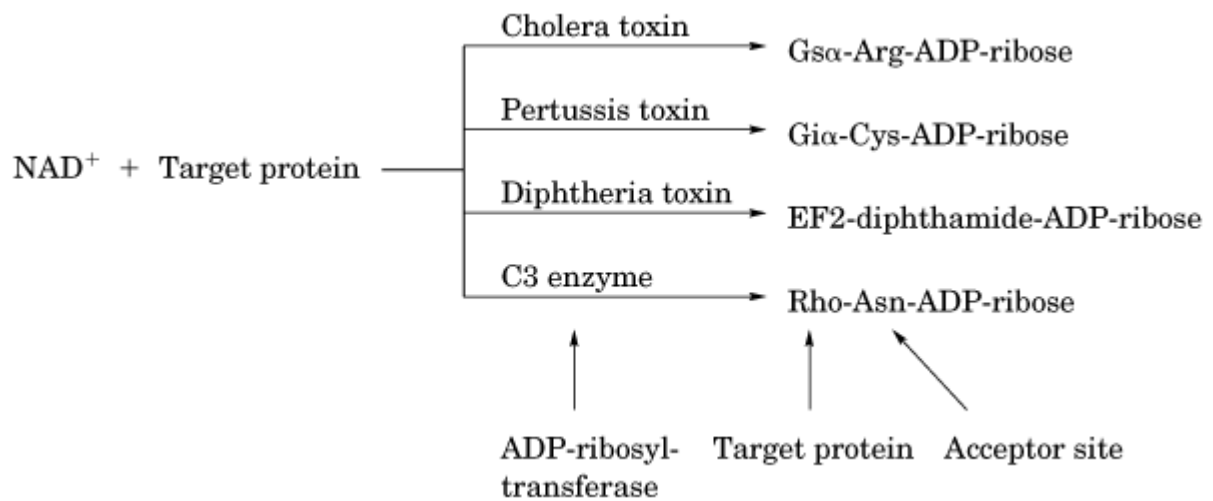 Cholera toxin
Gsα-Arg-ADP-ribose
Pertussis toxin
Giα-Cys-ADP-ribose
NAD⁺ + Target protein
Diphtheria toxin
EF2-diphthamide-ADP-ribose
C3 enzyme
Rho-Asn-ADP-ribose
ADP-ribosyl-
transferase
Target protein
Acceptor site